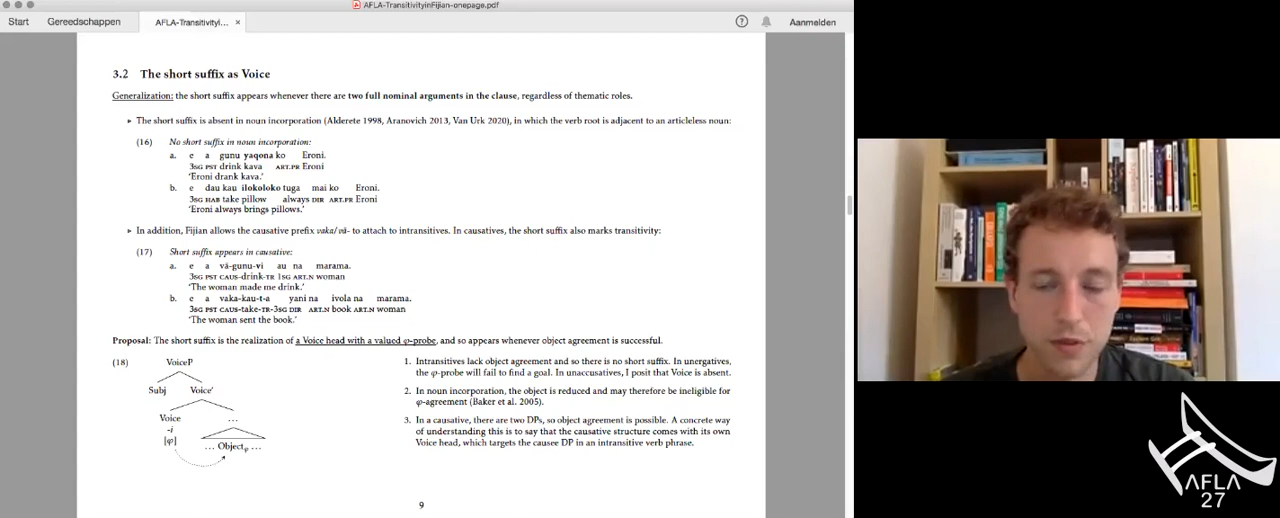 AFLA-TransitivityinFijian-onepage.pdf
Start Gereedschappen AFLA-TransitivityI... × Aanmelden
3.2 The short suffix as Voice
Generalization: the short suffix appears whenever there are two full nominal arguments in the clause, regardless of thematic roles.
▸ The short suffix is absent in noun incorporation (Alderete 1998, Aranovich 2013, Van Urk 2020), in which the verb root is adjacent to an articleless noun:
(16) No short suffix in noun incorporation:
a. e a gunu yaqona ko Eroni.
3SG PST drink kava ART.PR Eroni
'Eroni drank kava.'
b. e dau kau ilokoloko tuga mai ko Eroni.
3SG HAB take pillow always DIR ART.PR Eroni
'Eroni always brings pillows.'
▸ In addition, Fijian allows the causative prefix vaka/vā- to attach to intransitives. In causatives, the short suffix also marks transitivity:
(17) Short suffix appears in causative:
a. e a vā-gunu-vi au na marama.
3SG PST CAUS-drink-TR 1SG ART.N woman
'The woman made me drink.'
b. e a vaka-kau-t-a yani na ivola na marama.
3SG PST CAUS-take-TR-3SG DIR ART.N book ART.N woman
'The woman sent the book.'
Proposal: The short suffix is the realization of a Voice head with a valued φ-probe, and so appears whenever object agreement is successful.
(18) VoiceP
Subj Voice'
Voice ...
-i
[φ] ... Objectφ ...
1. Intransitives lack object agreement and so there is no short suffix. In unergatives,
the φ-probe will fail to find a goal. In unaccusatives, I posit that Voice is absent.
2. In noun incorporation, the object is reduced and may therefore be ineligible for
φ-agreement (Baker et al. 2005).
3. In a causative, there are two DPs, so object agreement is possible. A concrete way
of understanding this is to say that the causative structure comes with its own
Voice head, which targets the causee DP in an intransitive verb phrase.
9
AFLA
27